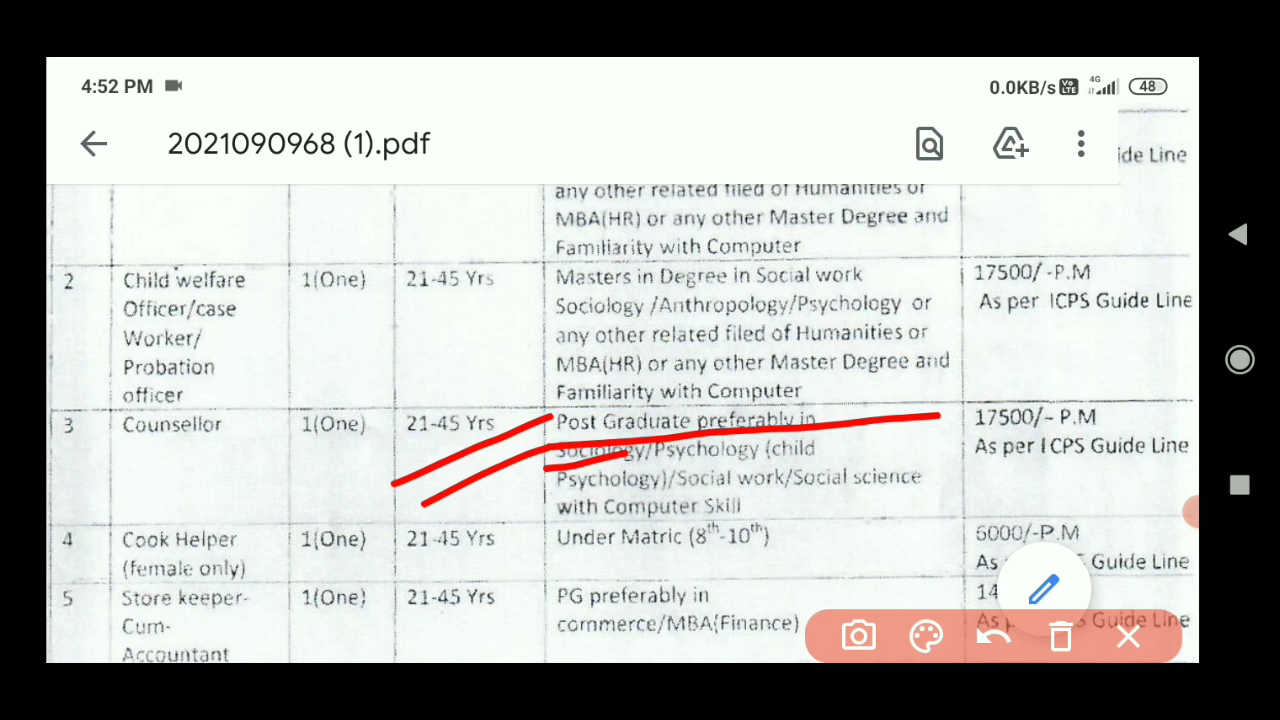 4:52 PM
0.0KB/s Vo LTE 4G 48
2021090968 (1).pdf
ide Line
any other related filed of Humanities or
MBA(HR) or any other Master Degree and
Familiarity with Computer
2 Child welfare 1(One) 21-45 Yrs Masters in Degree in Social work 17500/-P.M
Officer/case Sociology /Anthropology/Psychology or As per ICPS Guide Line
Worker/ any other related filed of Humanities or
Probation MBA(HR) or any other Master Degree and
officer Familiarity with Computer
3 Counsellor 1(One) 21-45 Yrs Post Graduate preferably in 17500/- P.M
Sociology/Psychology (child As per ICPS Guide Line
Psychology)/Social work/Social science
with Computer Skill
4 Cook Helper 1(One) 21-45 Yrs Under Matric (8th-10th) 6000/-P.M
(female only) As Guide Line
5 Store keeper- 1(One) 21-45 Yrs PG preferably in 14
Cum- commerce/MBA(Finance) As Guide Line
Accountant